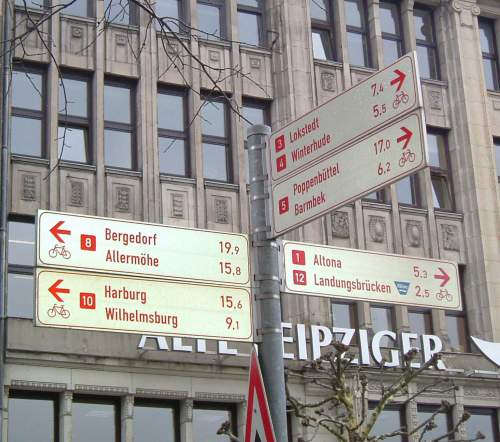 3 Lokstedt 7,4
4 Winterhude 5,5
5 Poppenbüttel 17,0
Barmbek 6,2
8 Bergedorf 19,9
Allermöhe 15,8
10 Harburg 15,6
Wilhelmsburg 9,1
1 Altona 5,3
12 Landungsbrücken 2,5
ALTE LEIPZIGER